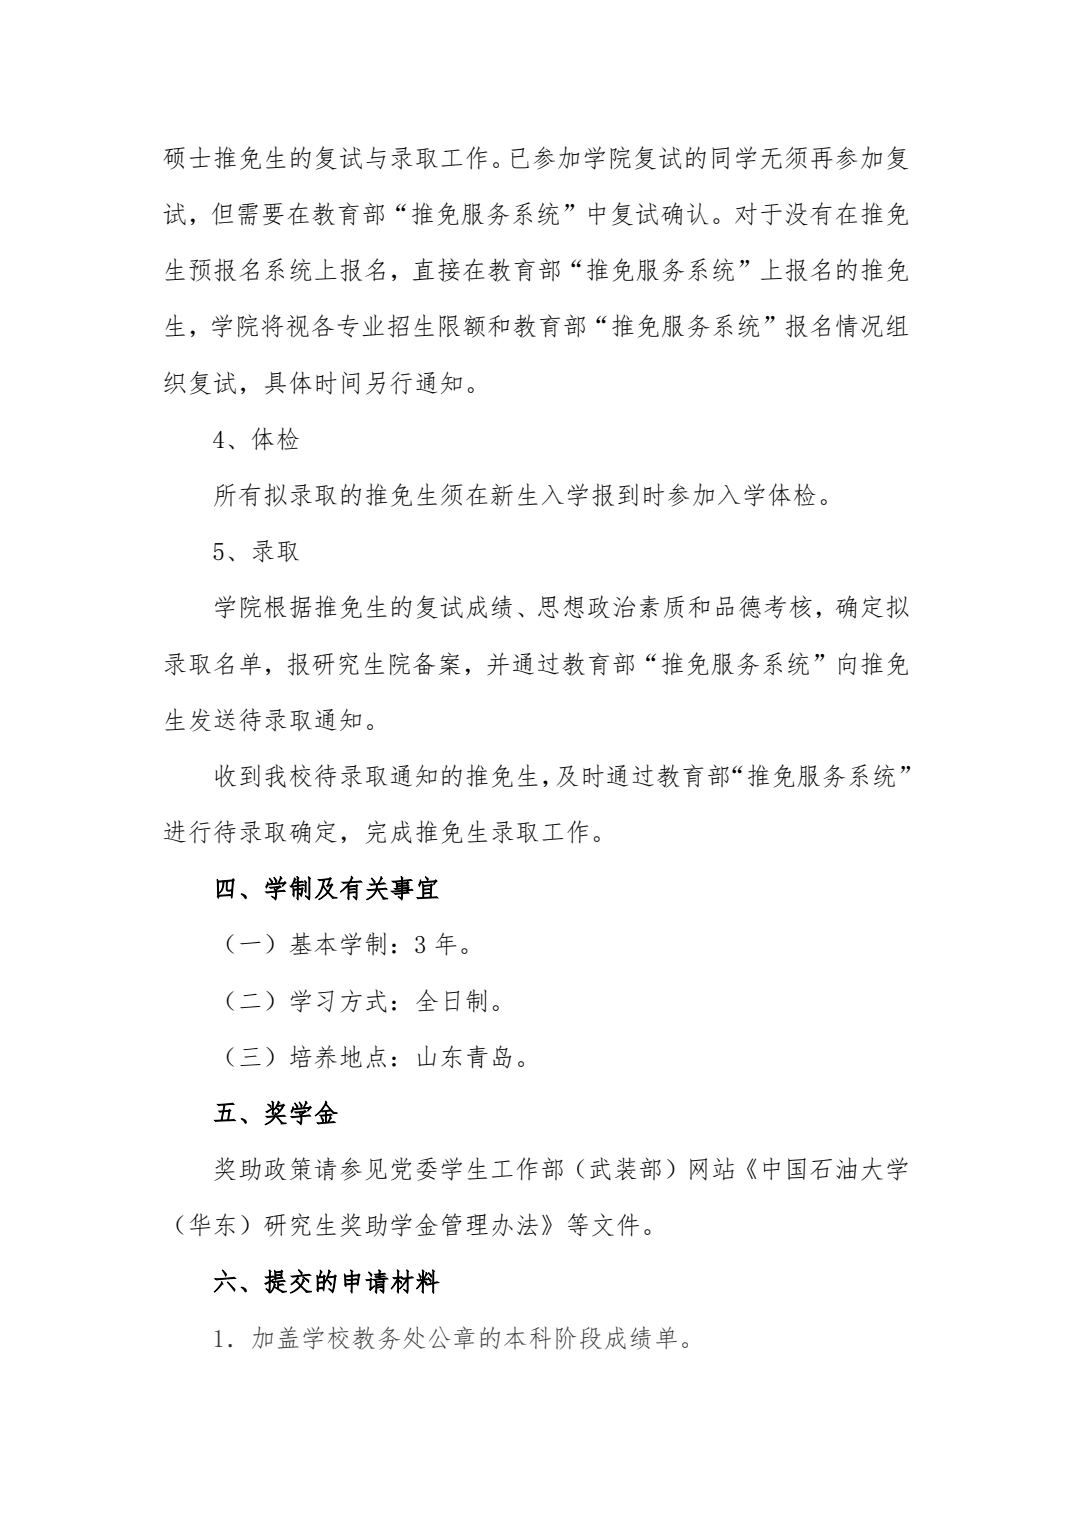 硕士推免生的复试与录取工作。已参加学院复试的同学无须再参加复
试，但需要在教育部“推免服务系统”中复试确认。对于没有在推免
生预报名系统上报名，直接在教育部“推免服务系统”上报名的推免
生，学院将视各专业招生限额和教育部“推免服务系统”报名情况组
织复试，具体时间另行通知。
4、体检
所有拟录取的推免生须在新生入学报到时参加入学体检。
5、录取
学院根据推免生的复试成绩、思想政治素质和品德考核，确定拟
录取名单，报研究生院备案，并通过教育部“推免服务系统”向推免
生发送待录取通知。
收到我校待录取通知的推免生，及时通过教育部“推免服务系统”
进行待录取确定，完成推免生录取工作。
四、学制及有关事宜
（一）基本学制：3 年。
（二）学习方式：全日制。
（三）培养地点：山东青岛。
五、奖学金
奖助政策请参见党委学生工作部（武装部）网站《中国石油大学
（华东）研究生奖助学金管理办法》等文件。
六、提交的申请材料
1. 加盖学校教务处公章的本科阶段成绩单。